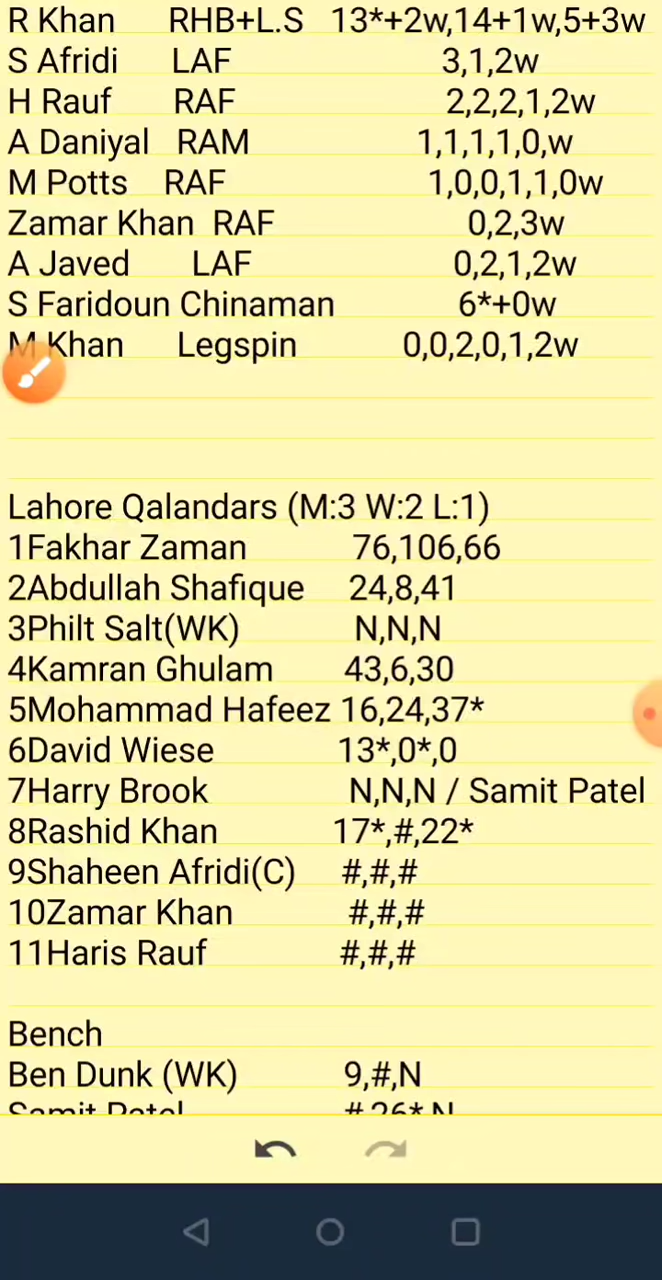 R Khan RHB+L.S 13*+2w,14+1w,5+3w
S Afridi LAF 3,1,2w
H Rauf RAF 2,2,2,1,2w
A Daniyal RAM 1,1,1,1,0,w
M Potts RAF 1,0,0,1,1,0w
Zamar Khan RAF 0,2,3w
A Javed LAF 0,2,1,2w
S Faridoun Chinaman 6*+0w
M Khan Legspin 0,0,2,0,1,2w
Lahore Qalandars (M:3 W:2 L:1)
1Fakhar Zaman 76,106,66
2Abdullah Shafique 24,8,41
3Philt Salt(WK) N,N,N
4Kamran Ghulam 43,6,30
5Mohammad Hafeez 16,24,37*
6David Wiese 13*,0*,0
7Harry Brook N,N,N / Samit Patel
8Rashid Khan 17*,#,22*
9Shaheen Afridi(C) #,#,#
10Zamar Khan #,#,#
11Haris Rauf #,#,#
Bench
Ben Dunk (WK) 9,#,N
Samit Patel #,26*,N